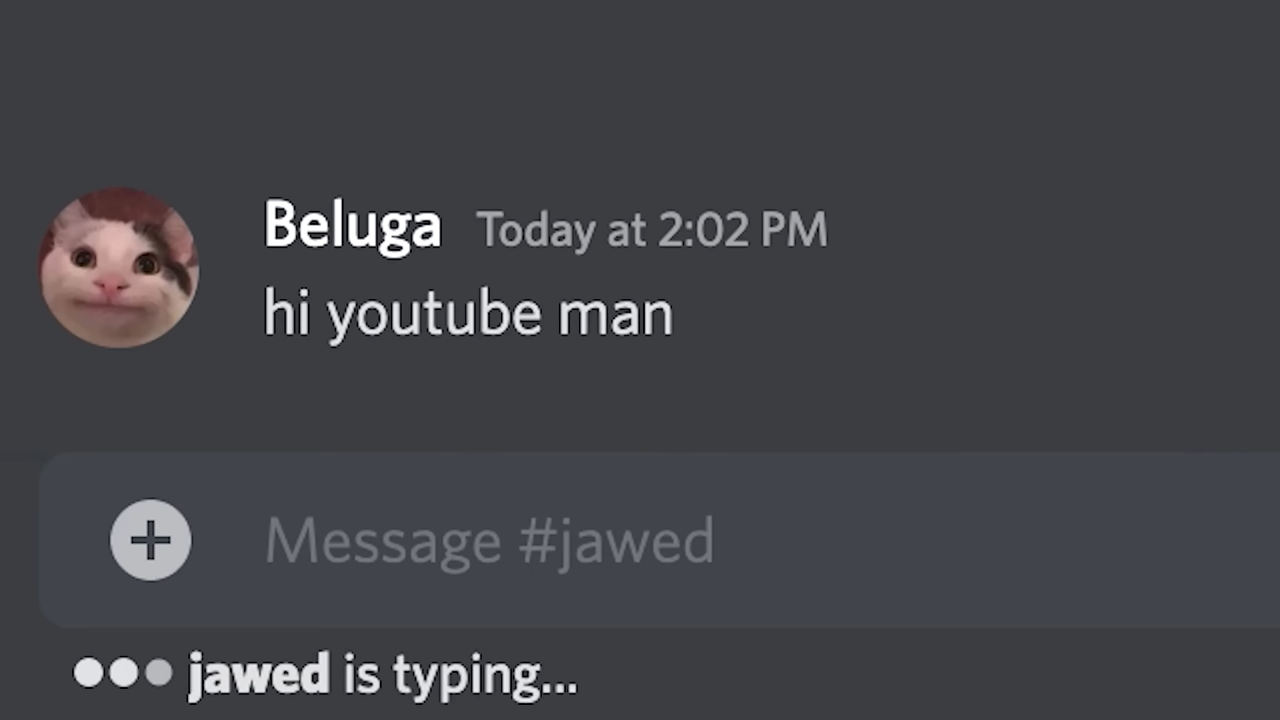 Beluga Today at 2:02 PM
hi youtube man
Message #jawed
jawed is typing...